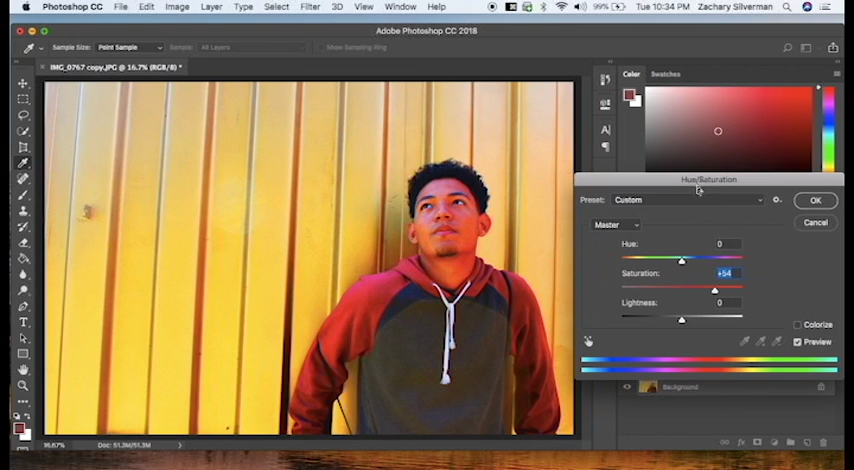 Photoshop CC File Edit Image Layer Type Select Filter 3D View Window Help 99% Tue 10:34 PM Zachary Silverman
Adobe Photoshop CC 2018
Sample Size: Point Sample Sample: All Layers Show Sampling Ring
IMG_0767 copy.JPG @ 16.7% (RGB/8) *
Color Swatches
Hue/Saturation
Preset: Custom OK
Cancel
Master
Hue: 0
Saturation: +54
Lightness: 0
Colorize
Preview
Background
16.67% Doc: 51.3M/51.3M